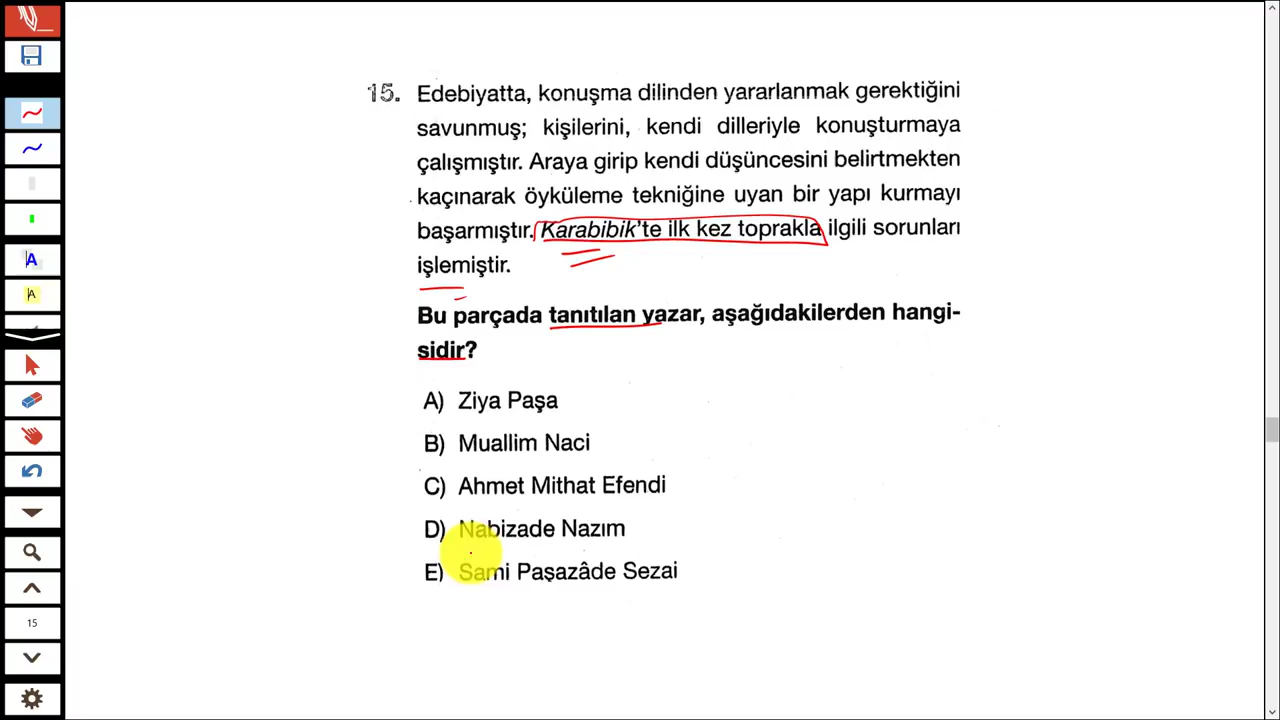 15. Edebiyatta, konuşma dilinden yararlanmak gerektiğini
savunmuş; kişilerini, kendi dilleriyle konuşturmaya
çalışmıştır. Araya girip kendi düşüncesini belirtmekten
kaçınarak öyküleme tekniğine uyan bir yapı kurmayı
başarmıştır. Karabibik'te ilk kez toprakla ilgili sorunları
işlemiştir.
Bu parçada tanıtılan yazar, aşağıdakilerden hangi-
sidir?
A) Ziya Paşa
B) Muallim Naci
C) Ahmet Mithat Efendi
D) Nabizade Nazım
E) Sami Paşazâde Sezai
A
A
15